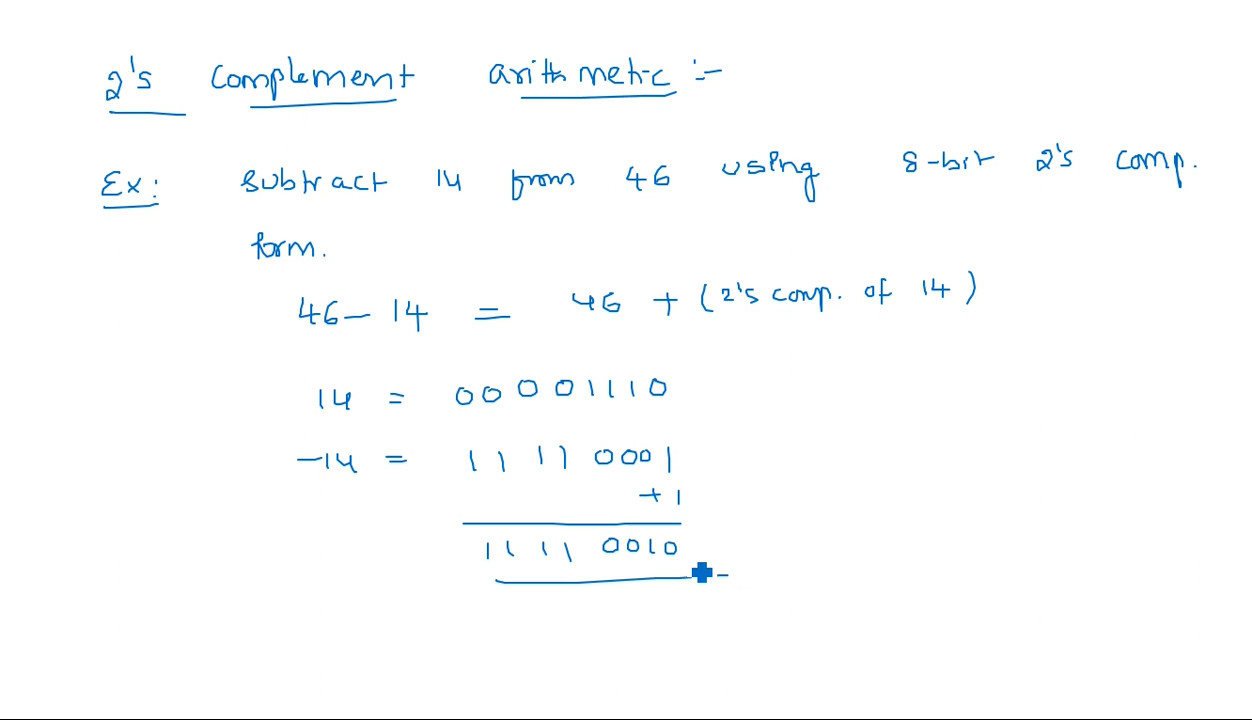 2's complement arithmetic :-
Ex: Subtract 14 from 46 using 8-bit 2's comp.
form.
46 - 14 = 46 + (2's comp. of 14)
14 = 00001110
-14 = 11110001
+1
11110010